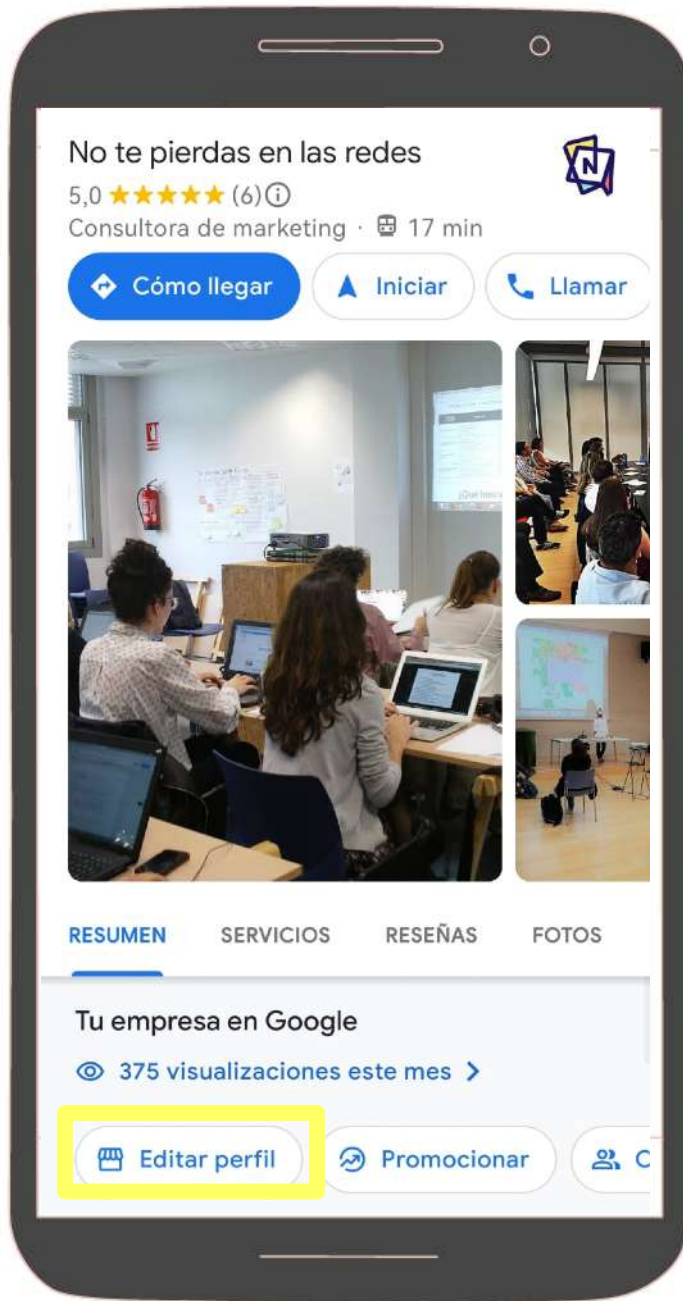 No te pierdas en las redes
N
5,0 ★★★★★ (6)
Consultora de marketing · 17 min
Cómo llegar
Iniciar
Llamar
RESUMEN SERVICIOS RESEÑAS FOTOS
Tu empresa en Google
375 visualizaciones este mes >
Editar perfil
Promocionar
C